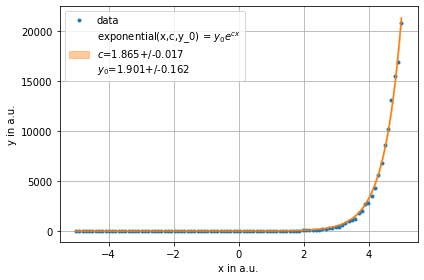 20000
15000
10000
5000
0
y in a.u.
data
exponential(x,c,y_0) = $y_0e^{cx}$
c=1.865+/-0.017
y₀=1.901+/-0.162
−4 −2 0 2 4
x in a.u.